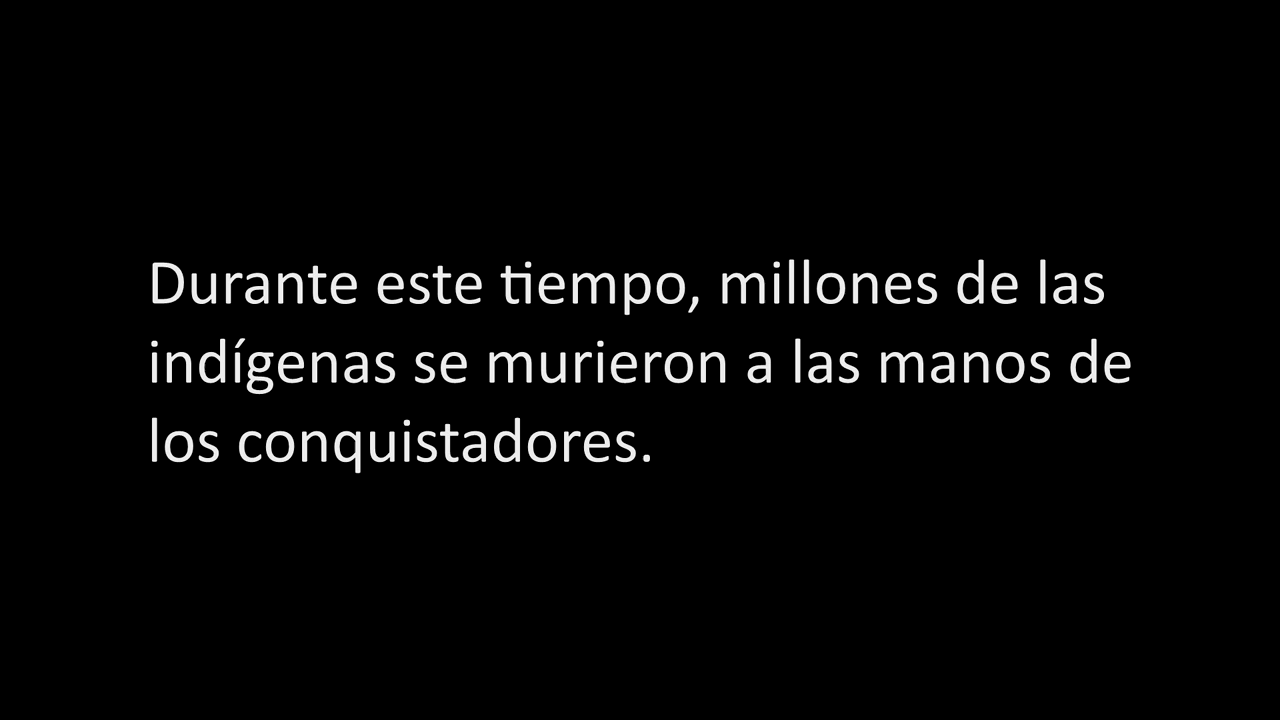 Durante este tiempo, millones de las
indígenas se murieron a las manos de
los conquistadores.